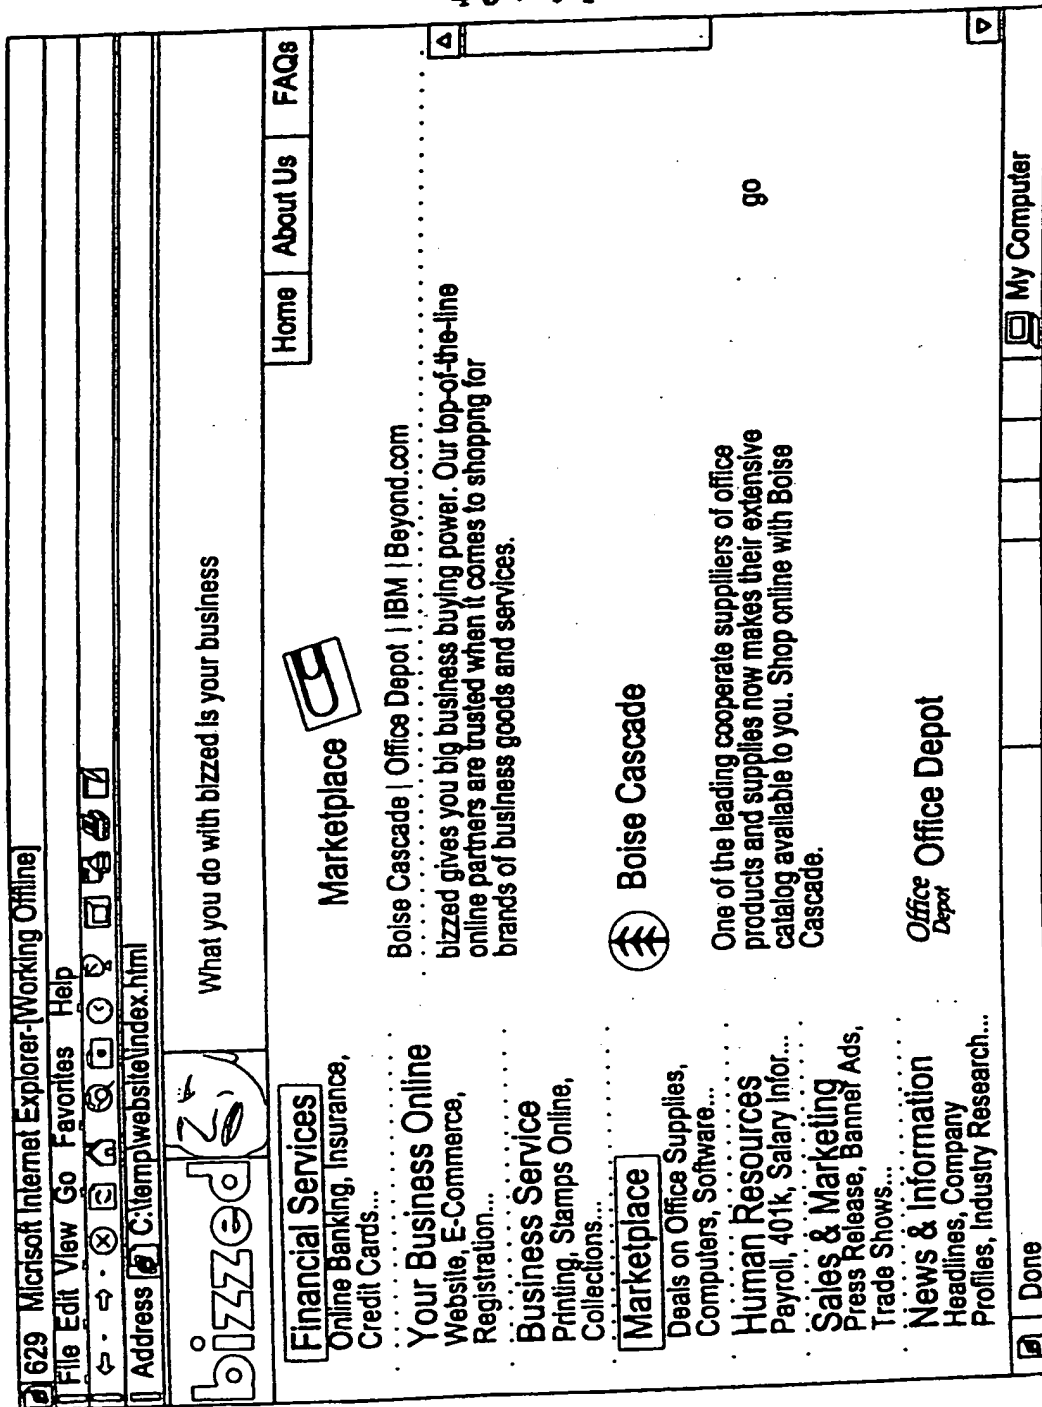 629 Micrisoft Internet Explorer-[Working Offline]
File Edit View Go Favorites Help
Address C:\temp\website\index.html
bizzed
What you do with bizzed is your business
Home About Us FAQs
Financial Services
Online Banking, Insurance,
Credit Cards...
Your Business Online
Website, E-Commerce,
Registration...
Business Service
Printing, Stamps Online,
Collections...
Marketplace
Deals on Office Supplies,
Computers, Software...
Human Resources
Payroll, 401k, Salary Infor...
Sales & Marketing
Press Release, Banner Ads,
Trade Shows...
News & Information
Headlines, Company
Profiles, Industry Research...
Marketplace
Boise Cascade | Office Depot | IBM | Beyond.com
bizzed gives you big business buying power. Our top-of-the-line
online partners are trusted when it comes to shoppng for
brands of business goods and services.
Boise Cascade
One of the leading cooperate suppliers of office
products and supplies now makes their extensive
catalog available to you. Shop online with Boise
Cascade.
go
Office
Depot
Office Depot
Done
My Computer